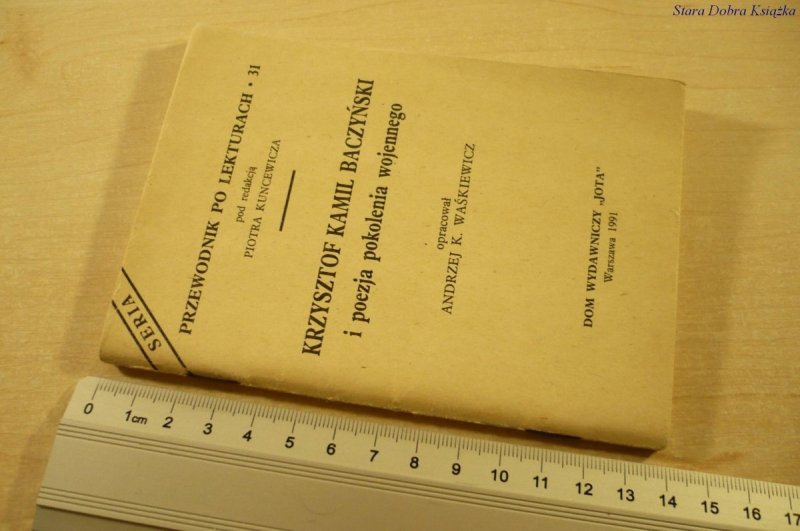 Stara Dobra Książka
SERIA
PRZEWODNIK PO LEKTURACH • 31
pod redakcją
PIOTRA KUNCEWICZA
KRZYSZTOF KAMIL BACZYŃSKI
i poezja pokolenia wojennego
opracował
ANDRZEJ K. WAŚKIEWICZ
DOM WYDAWNICZY „JOTA”
Warszawa 1991
0 1 cm 2 3 4 5 6 7 8 9 10 11 12 13 14 15 16 17